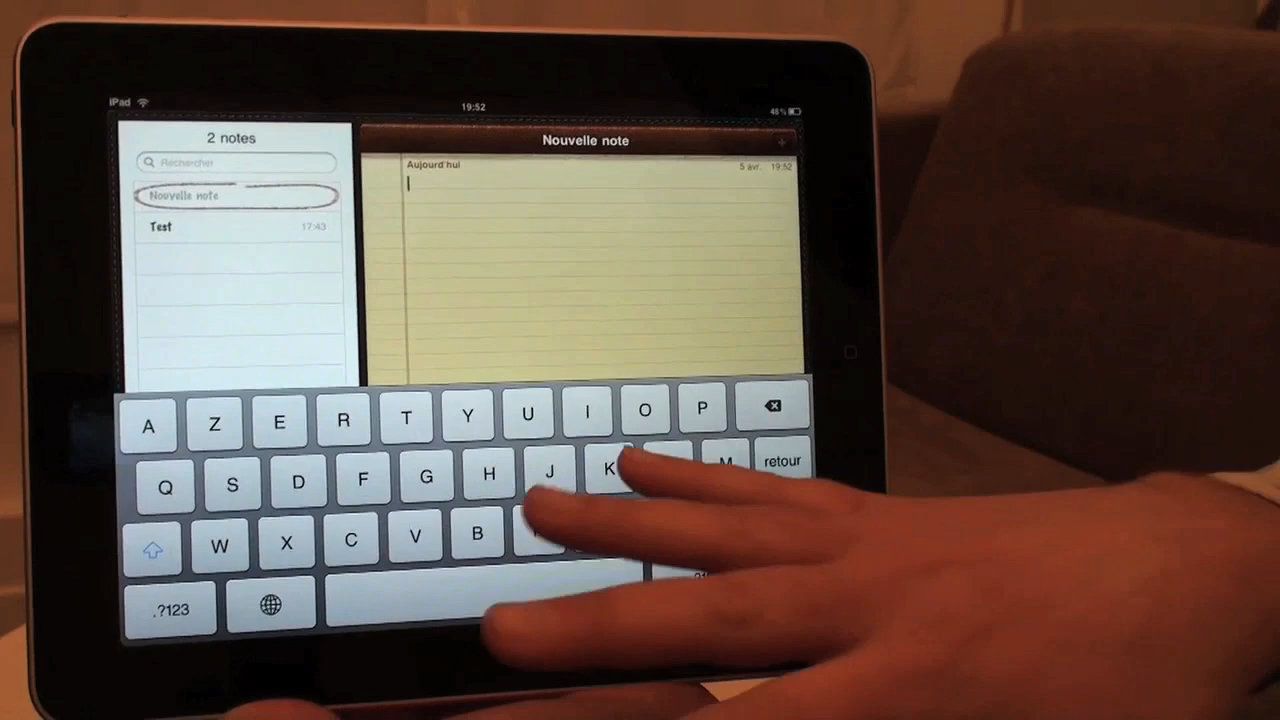 iPad 19:52 48%
2 notes
Nouvelle note
Rechercher
Aujourd'hui 5 avr. 19:52
Nouvelle note
Test 17:43
A Z E R T Y U I O P
Q S D F G H J K M retour
W X C V B
.?123